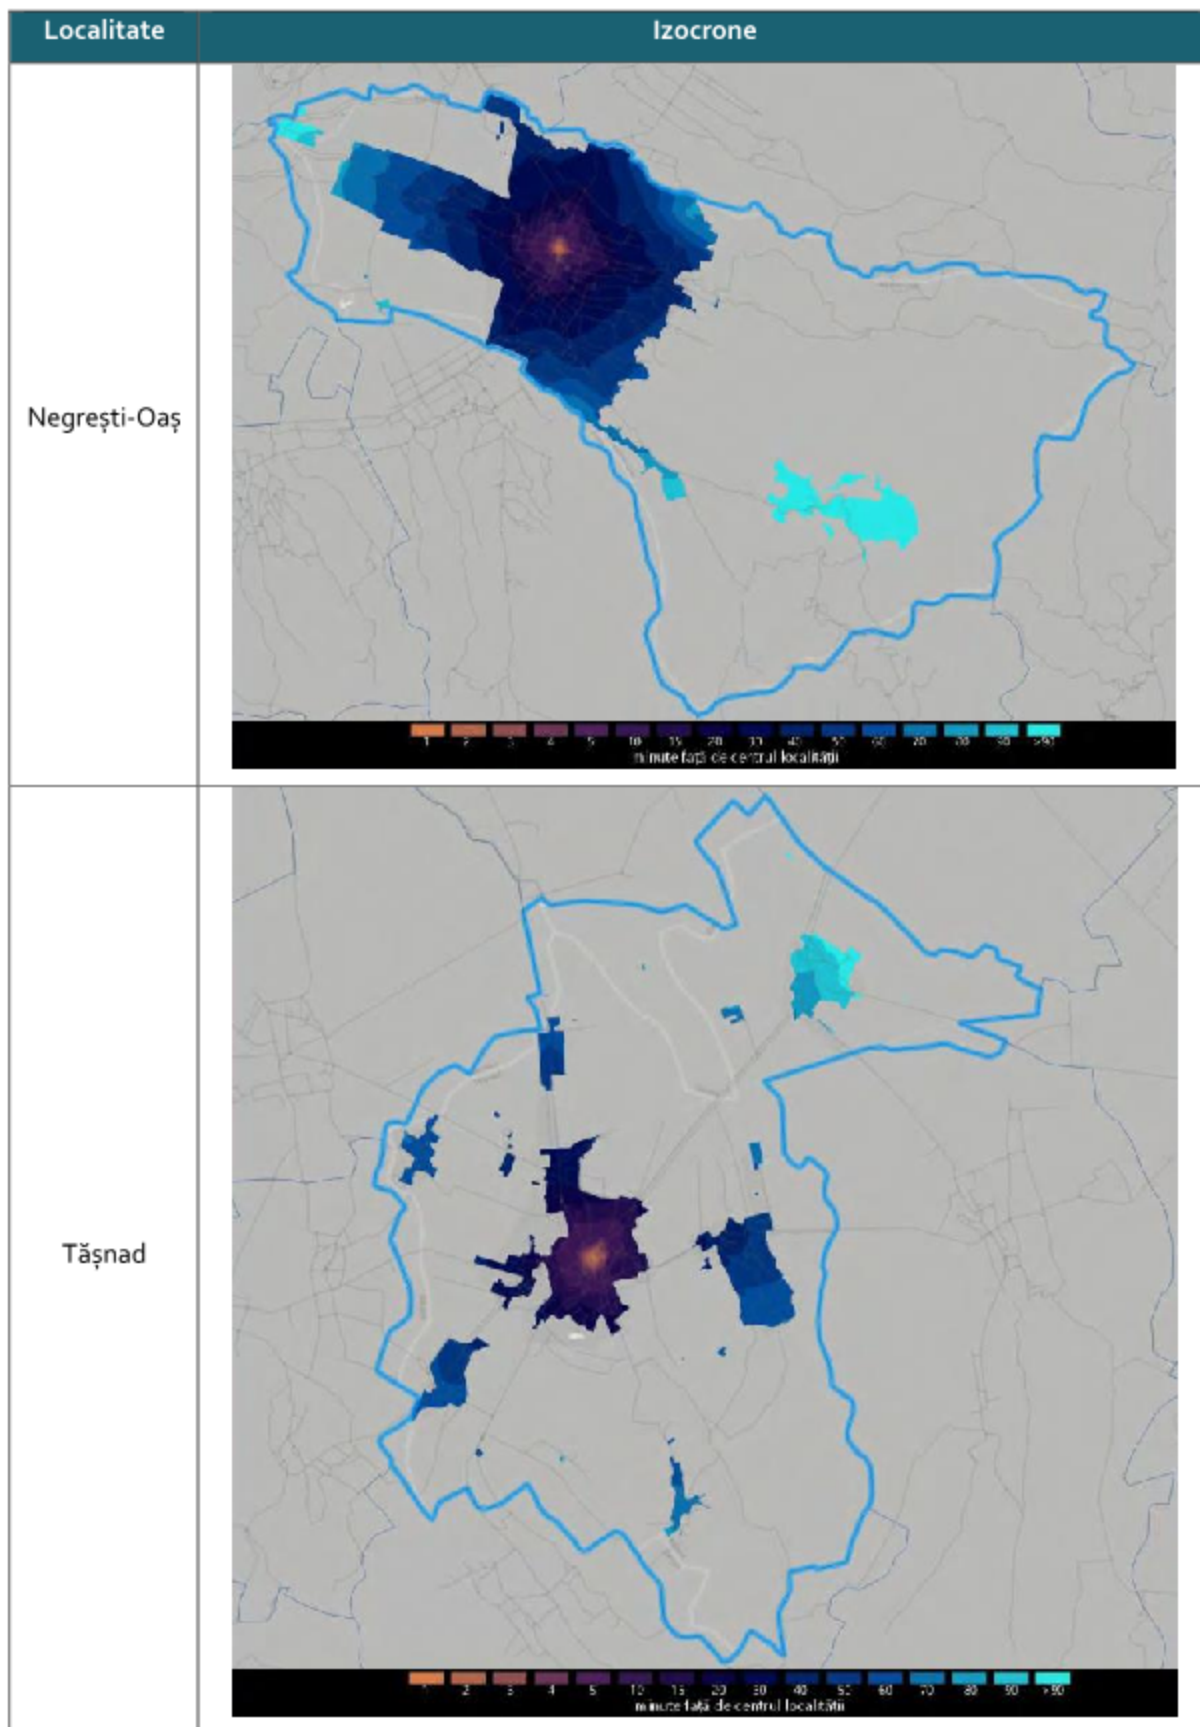 Localitate Izocrone
Negrești-Oaș
1 2 3 4 5 10 15 20 30 40 50 60 70 80 90 >90
minute față de centrul localității
Tășnad
1 2 3 4 5 10 15 20 30 40 50 60 70 80 90 >90
minute față de centrul localității